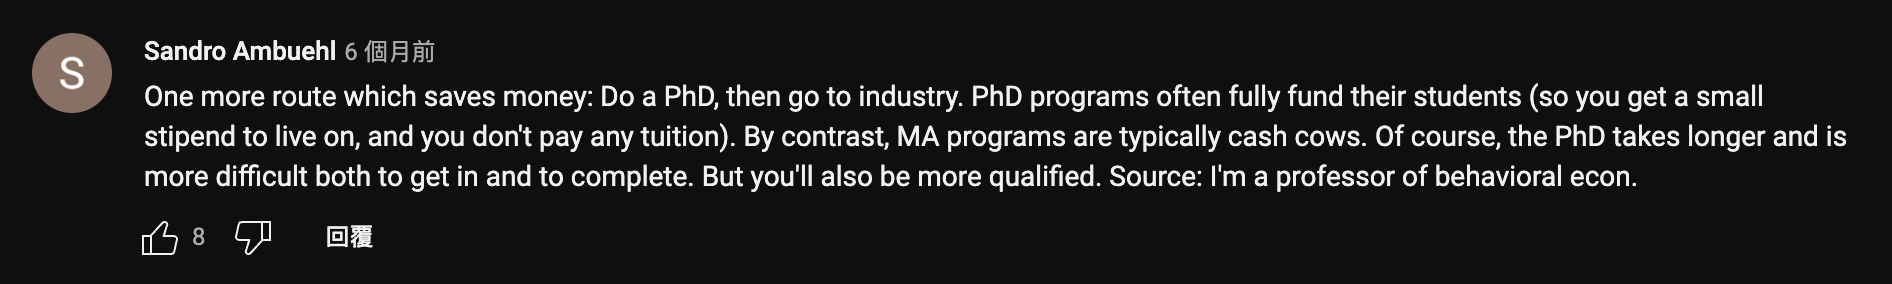 S
Sandro Ambuehl 6 個月前
One more route which saves money: Do a PhD, then go to industry. PhD programs often fully fund their students (so you get a small
stipend to live on, and you don't pay any tuition). By contrast, MA programs are typically cash cows. Of course, the PhD takes longer and is
more difficult both to get in and to complete. But you'll also be more qualified. Source: I'm a professor of behavioral econ.
8 回覆